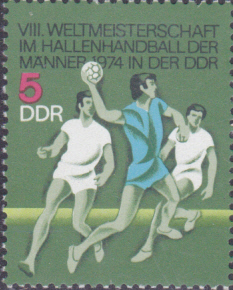 VIII. WELTMEISTERSCHAFT
IM HALLENHANDBALL DER
MÄNNER 1974 IN DER DDR
5
DDR